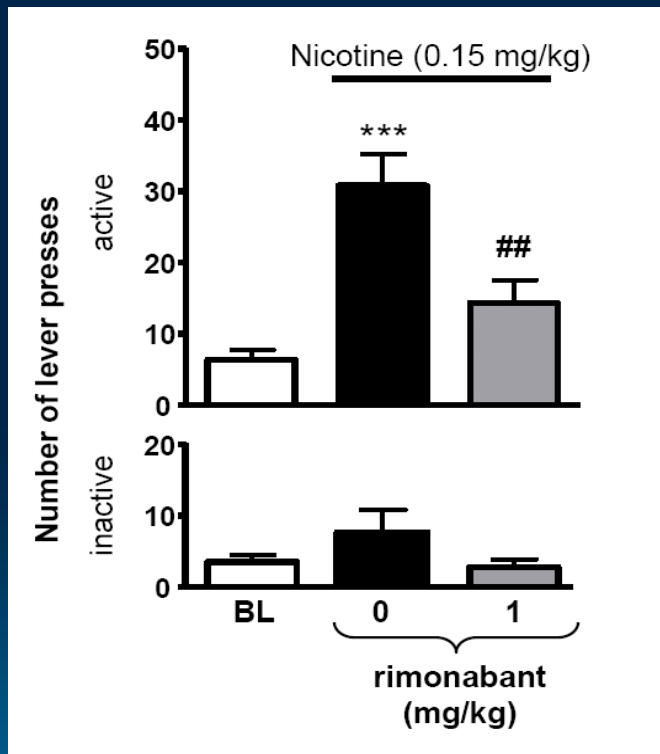 Nicotine (0.15 mg/kg)
50
40
30
20
10
0
***
##
active
Number of lever presses
20
10
0
inactive
BL 0 1
rimonabant
(mg/kg)